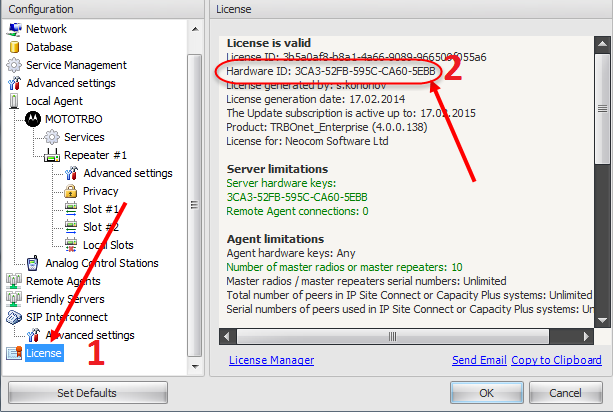 Configuration
Network
Database
Service Management
Advanced settings
Local Agent
MOTOTRBO
Services
Repeater #1
Advanced settings
Privacy
Slot #1
Slot #2
Local Slots
Analog Control Stations
Remote Agents
Friendly Servers
SIP Interconnect
Advanced settings
License
1
Set Defaults
License
License is valid
License ID: 3b5a0af8-b8a1-4a66-9089-966509f055a6
Hardware ID: 3CA3-52FB-595C-CA60-5EBB
2
License generated by: s.kononov
License generation date: 17.02.2014
The Update subscription is active up to: 17.02.2015
Product: TRBOnet_Enterprise (4.0.0.138)
License for: Neocom Software Ltd
Server limitations
Server hardware keys:
3CA3-52FB-595C-CA60-5EBB
Remote Agent connections: 0
Agent limitations
Agent hardware keys: Any
Number of master radios or master repeaters: 10
Master radios / master repeaters serial numbers: Unlimited
Total number of peers in IP Site Connect or Capacity Plus systems: Unlimited
Serial numbers of peers used in IP Site Connect or Capacity Plus systems: Un
License Manager
Send Email
Copy to Clipboard
OK
Cancel